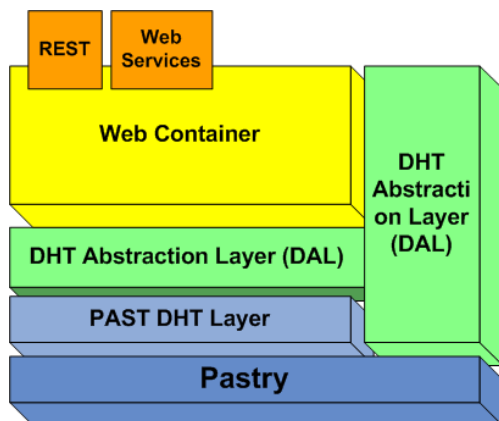 REST
Web
Services
Web Container
DHT
Abstracti
on Layer
(DAL)
DHT Abstraction Layer (DAL)
PAST DHT Layer
Pastry